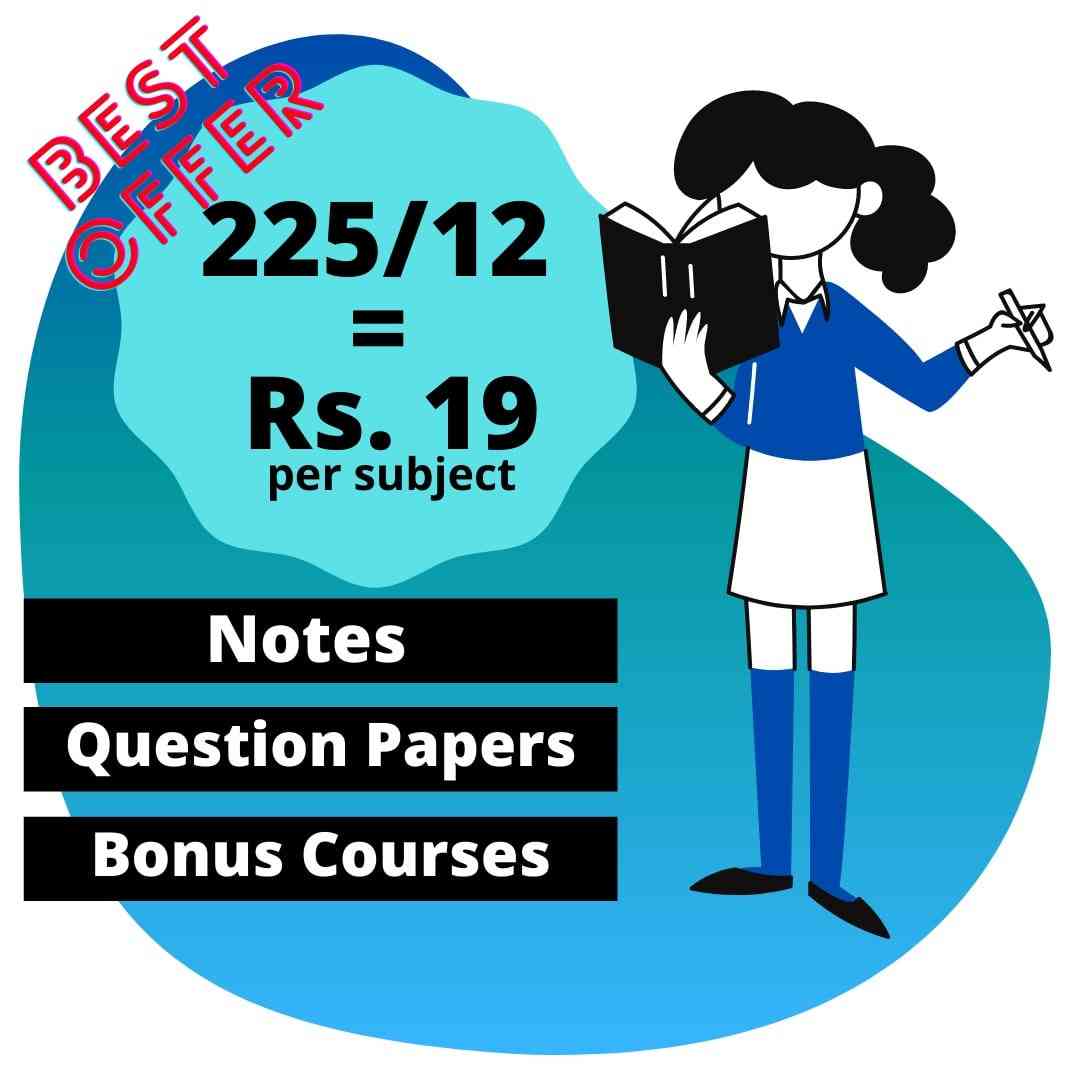 BEST
OFFER
225/12
=
Rs. 19
per subject
Notes
Question Papers
Bonus Courses